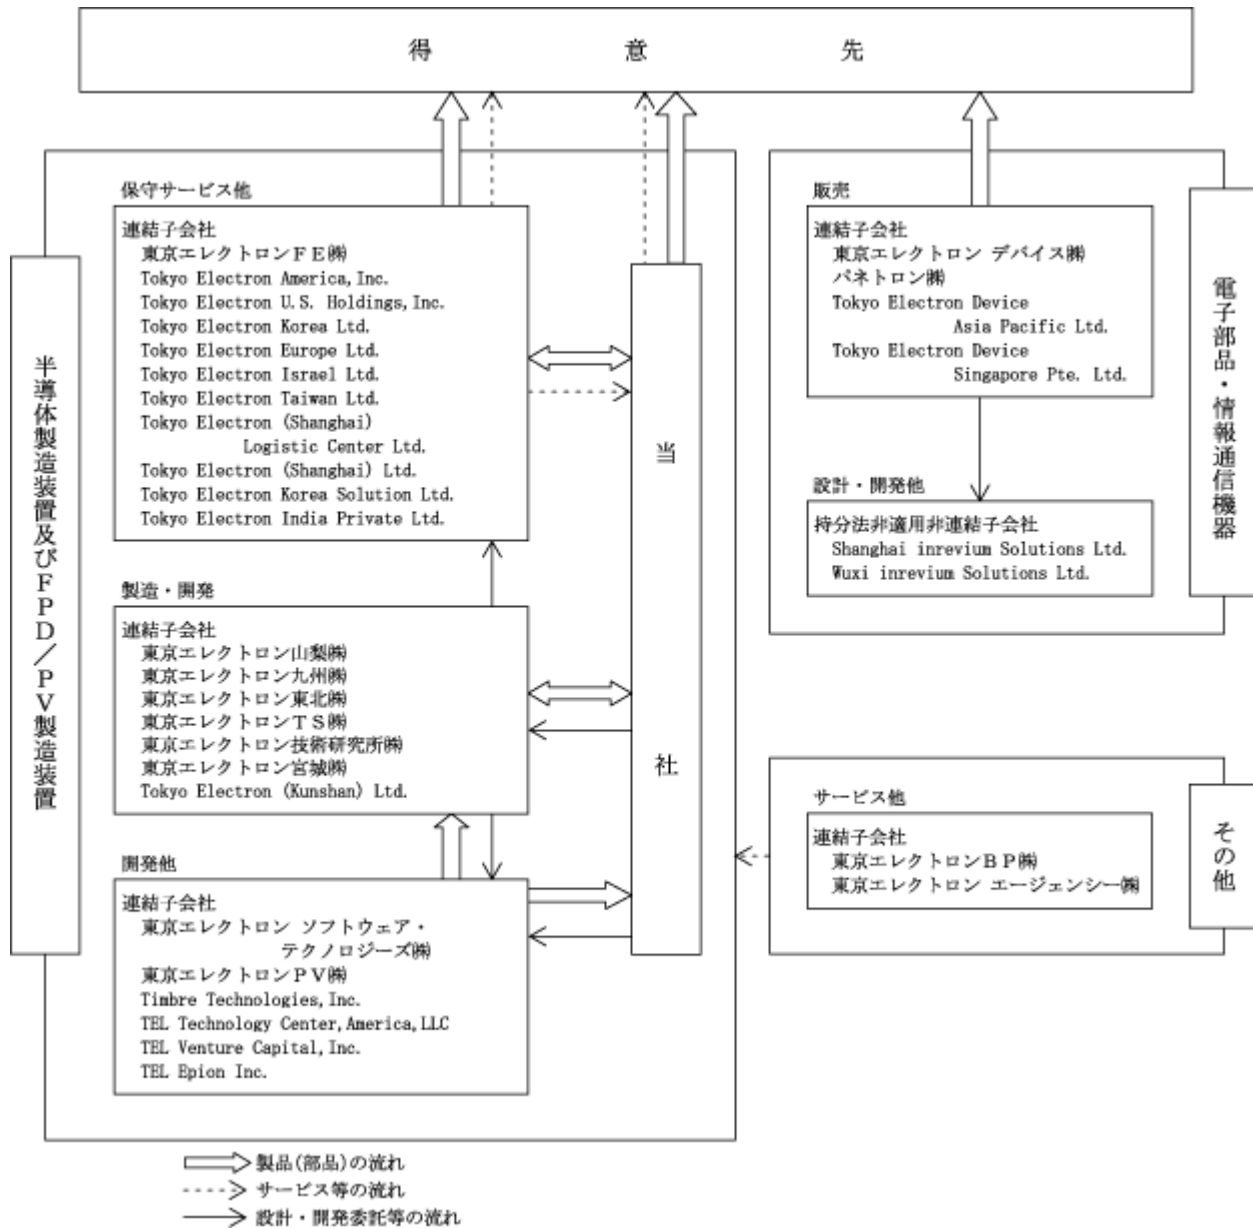 得意先
保守サービス他
連結子会社
東京エレクトロンＦＥ㈱
Tokyo Electron America,Inc.
Tokyo Electron U.S. Holdings,Inc.
Tokyo Electron Korea Ltd.
Tokyo Electron Europe Ltd.
Tokyo Electron Israel Ltd.
Tokyo Electron Taiwan Ltd.
Tokyo Electron (Shanghai)
Logistic Center Ltd.
Tokyo Electron (Shanghai) Ltd.
Tokyo Electron Korea Solution Ltd.
Tokyo Electron India Private Ltd.
製造・開発
連結子会社
東京エレクトロン山梨㈱
東京エレクトロン九州㈱
東京エレクトロン東北㈱
東京エレクトロンＴＳ㈱
東京エレクトロン技術研究所㈱
東京エレクトロン宮城㈱
Tokyo Electron (Kunshan) Ltd.
開発他
連結子会社
東京エレクトロン ソフトウェア・
テクノロジーズ㈱
東京エレクトロンＰＶ㈱
Timbre Technologies,Inc.
TEL Technology Center,America,LLC
TEL Venture Capital,Inc.
TEL Epion Inc.
半導体製造装置及びＦＰＤ／ＰＶ製造装置
当社
販売
連結子会社
東京エレクトロン デバイス㈱
パネトロン㈱
Tokyo Electron Device
Asia Pacific Ltd.
Tokyo Electron Device
Singapore Pte. Ltd.
設計・開発他
持分法非適用非連結子会社
Shanghai inrevium Solutions Ltd.
Wuxi inrevium Solutions Ltd.
電子部品・情報通信機器
サービス他
連結子会社
東京エレクトロンＢＰ㈱
東京エレクトロン エージェンシー㈱
その他
製品(部品)の流れ
サービス等の流れ
設計・開発委託等の流れ